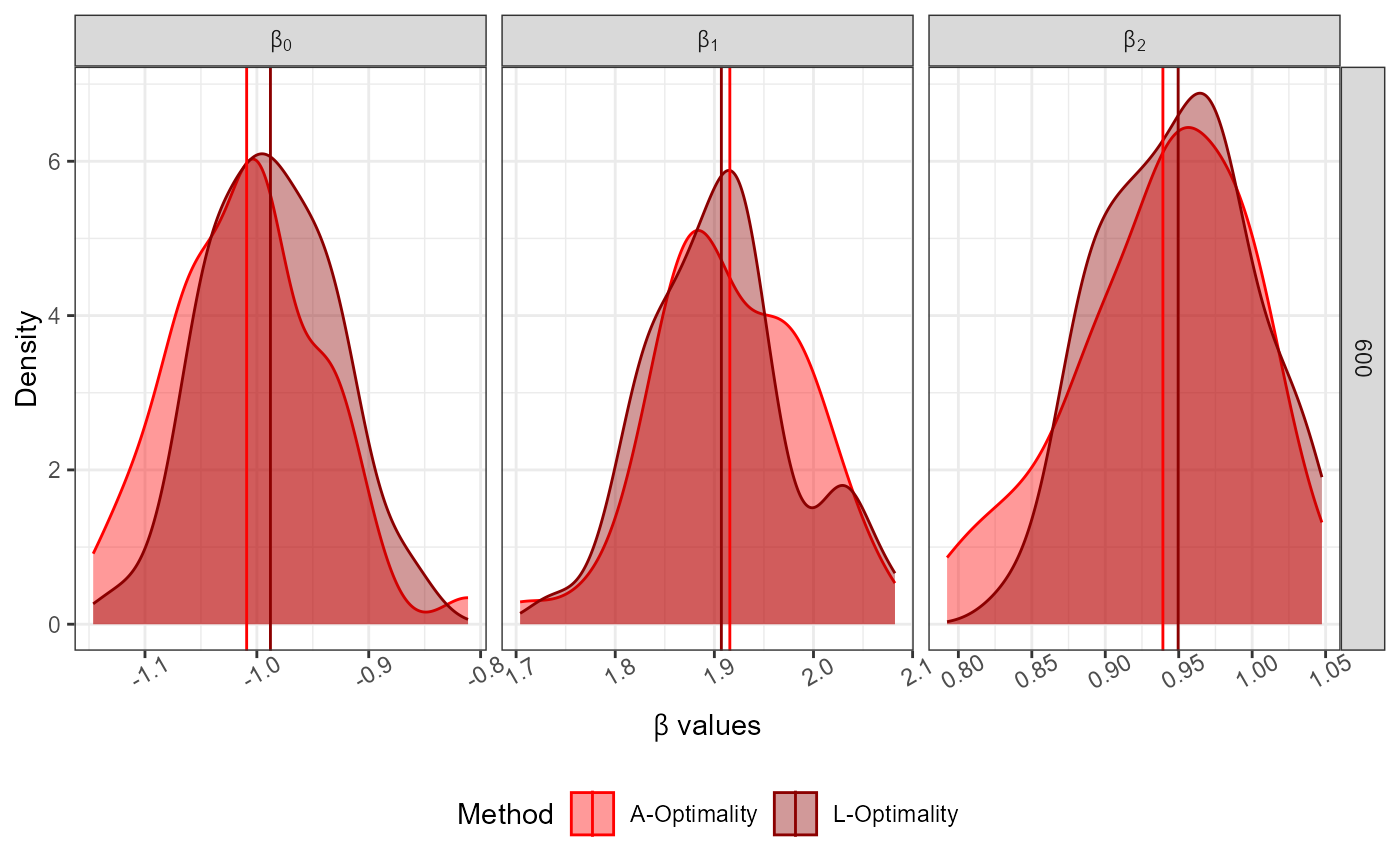 β₀ β₁ β₂
600
Density
6
4
2
0
-1.1 -1.0 -0.9 -0.8 1.7 1.8 1.9 2.0 2.1 0.80 0.85 0.90 0.95 1.00 1.05
β values
Method A-Optimality L-Optimality